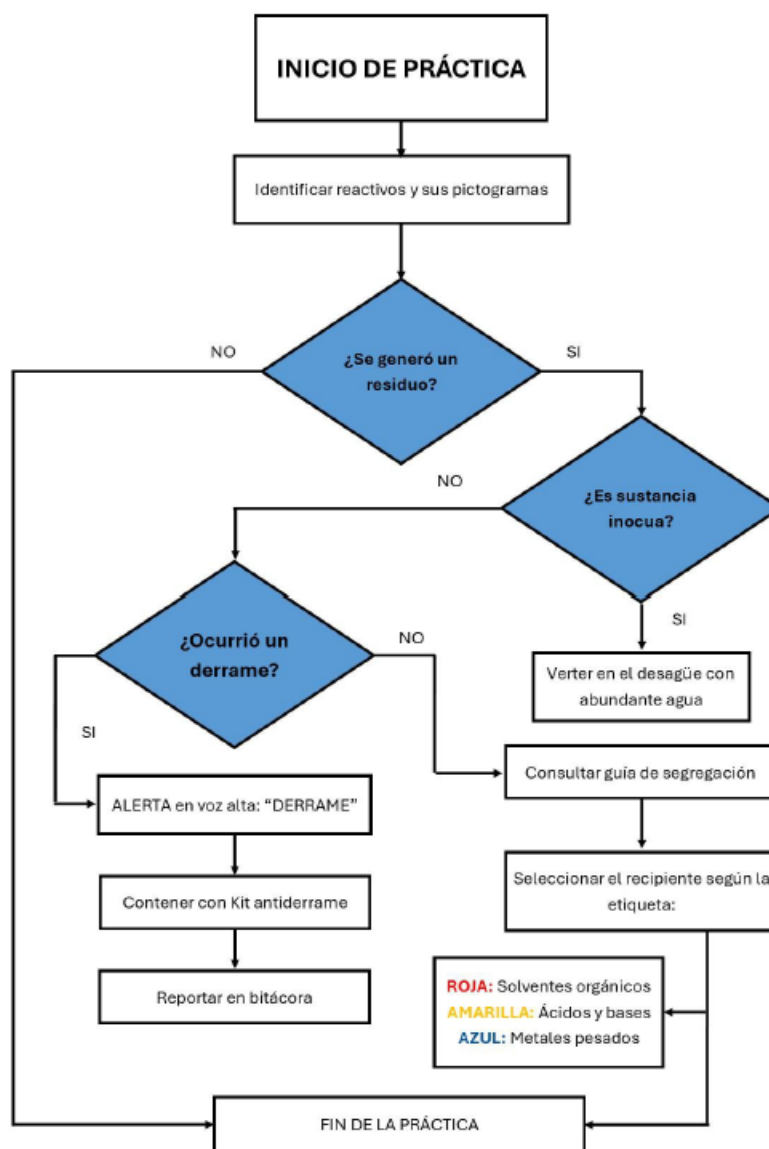 INICIO DE PRÁCTICA
Identificar reactivos y sus pictogramas
NO
¿Se generó un
residuo?
SI
NO
¿Es sustancia
inocua?
¿Ocurrió un
derrame?
NO
SI
Verter en el desagüe con
abundante agua
SI
Consultar guía de segregación
ALERTA en voz alta: “DERRAME”
Seleccionar el recipiente según la
etiqueta:
Contener con Kit antiderrame
Reportar en bitácora
ROJA: Solventes orgánicos
AMARILLA: Ácidos y bases
AZUL: Metales pesados
FIN DE LA PRÁCTICA